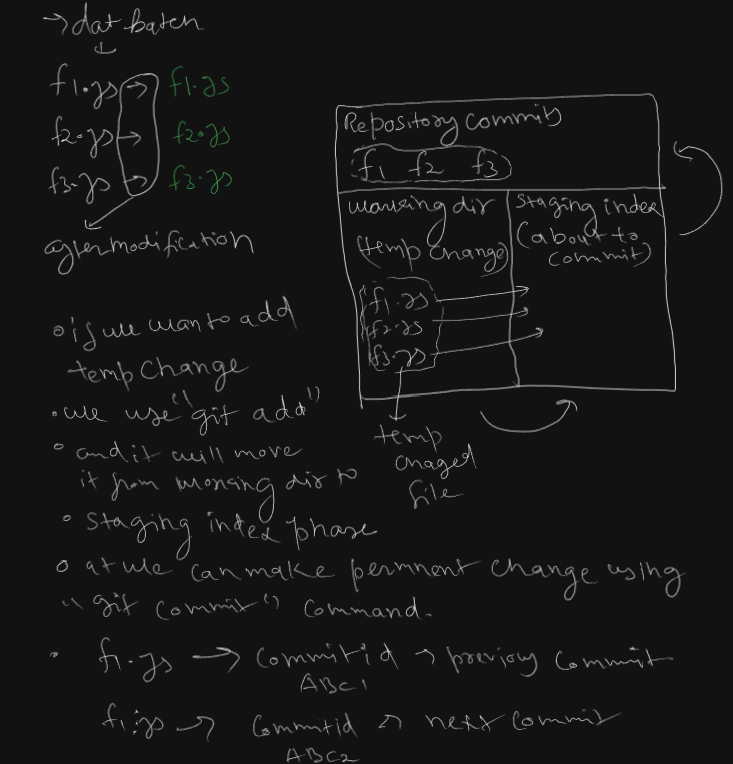 → dat batch
f1.js → f1.js
f2.js → f2.js
f3.js → f3.js
after modification
Repository commits
f1 f2 f3
working dir
(temp change)
f1.js
f2.js
f3.js
temp
chaged
file
staging index
(about to
commit)
• if we wan to add
temp change
• we use "git add"
• and it will move
it from working dir to
• staging index phase
• at we can make permnent change using
"git commit" command.
• f1.js → commit id → previous commit
ABC1
f1.js → commit id → next commit
ABC2